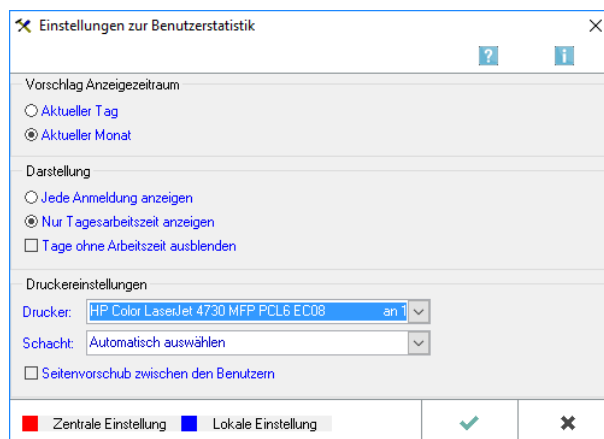 Einstellungen zur Benutzerstatistik
?
i
Vorschlag Anzeigezeitraum
Aktueller Tag
Aktueller Monat
Darstellung
Jede Anmeldung anzeigen
Nur Tagesarbeitszeit anzeigen
Tage ohne Arbeitszeit ausblenden
Druckereinstellungen
Drucker: HP Color LaserJet 4730 MFP PCL6 EC08 an 1
Schacht: Automatisch auswählen
Seitenvorschub zwischen den Benutzern
Zentrale Einstellung Lokale Einstellung